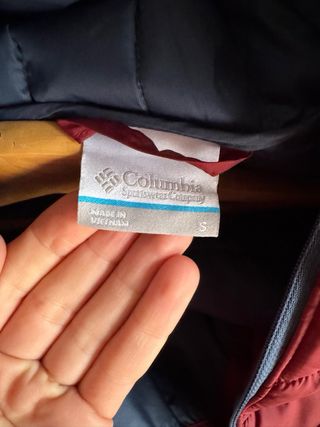 Columbia
Sportswear Company
MADE IN
VIETNAM
S